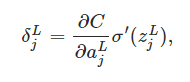 δ_j^L = ∂C/∂a_j^L σ′(z_j^L),